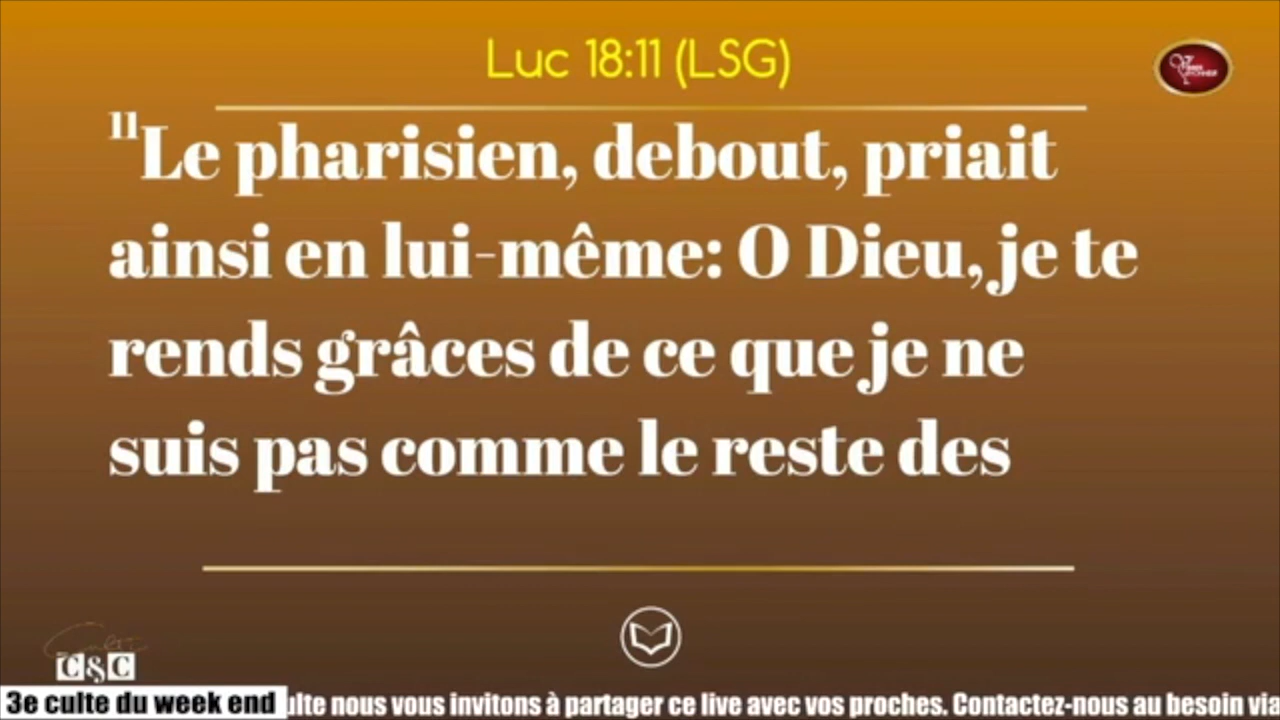 Luc 18:11 (LSG)
11Le pharisien, debout, priait
ainsi en lui-même: O Dieu, je te
rends grâces de ce que je ne
suis pas comme le reste des
C&C
3e culte du week end
ulte nous vous invitons à partager ce live avec vos proches. Contactez-nous au besoin via